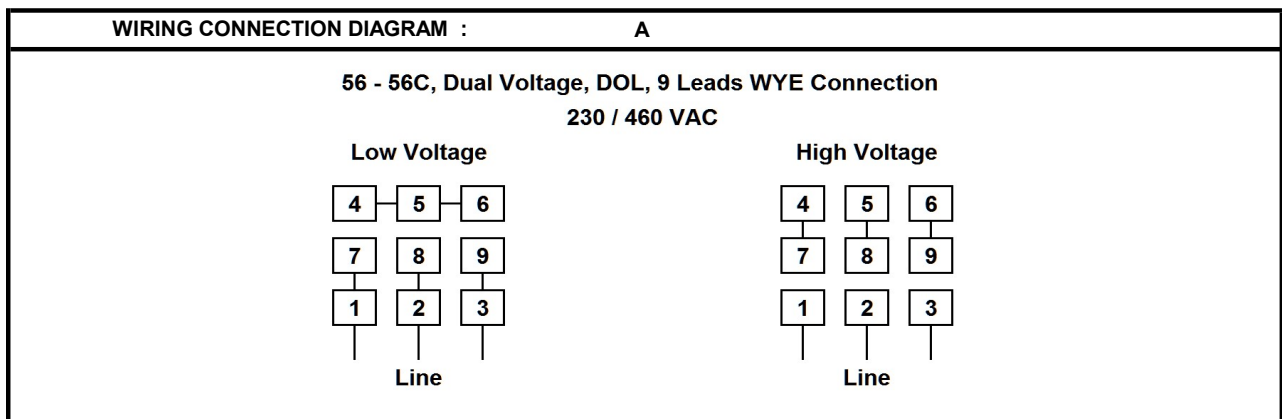 WIRING CONNECTION DIAGRAM : A
56 - 56C, Dual Voltage, DOL, 9 Leads WYE Connection
230 / 460 VAC
Low Voltage High Voltage
4 5 6 4 5 6
7 8 9 7 8 9
1 2 3 1 2 3
Line Line